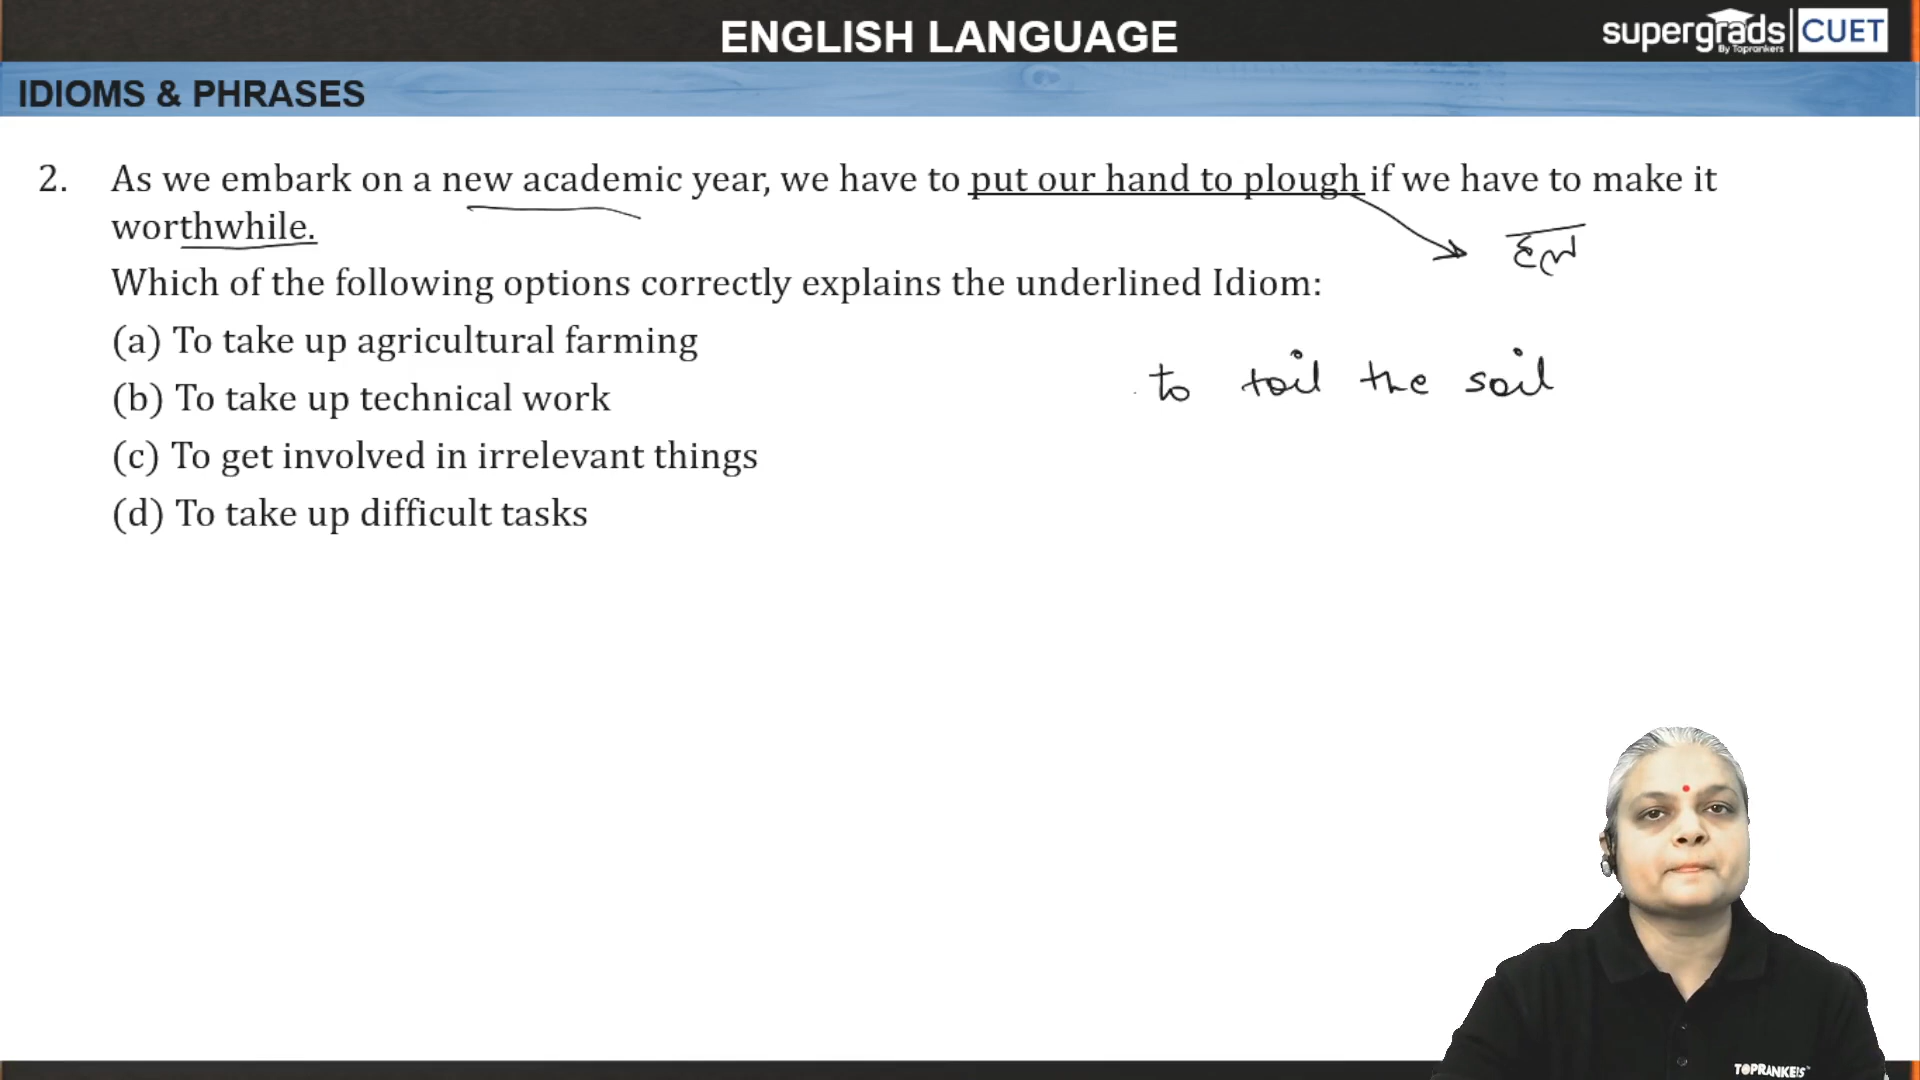 ENGLISH LANGUAGE
supergrads CUET
By Toprankers
IDIOMS & PHRASES
2. As we embark on a new academic year, we have to put our hand to plough if we have to make it
worthwhile.
हल
Which of the following options correctly explains the underlined Idiom:
(a) To take up agricultural farming
to toil the soil
(b) To take up technical work
(c) To get involved in irrelevant things
(d) To take up difficult tasks
TOPRANKERS